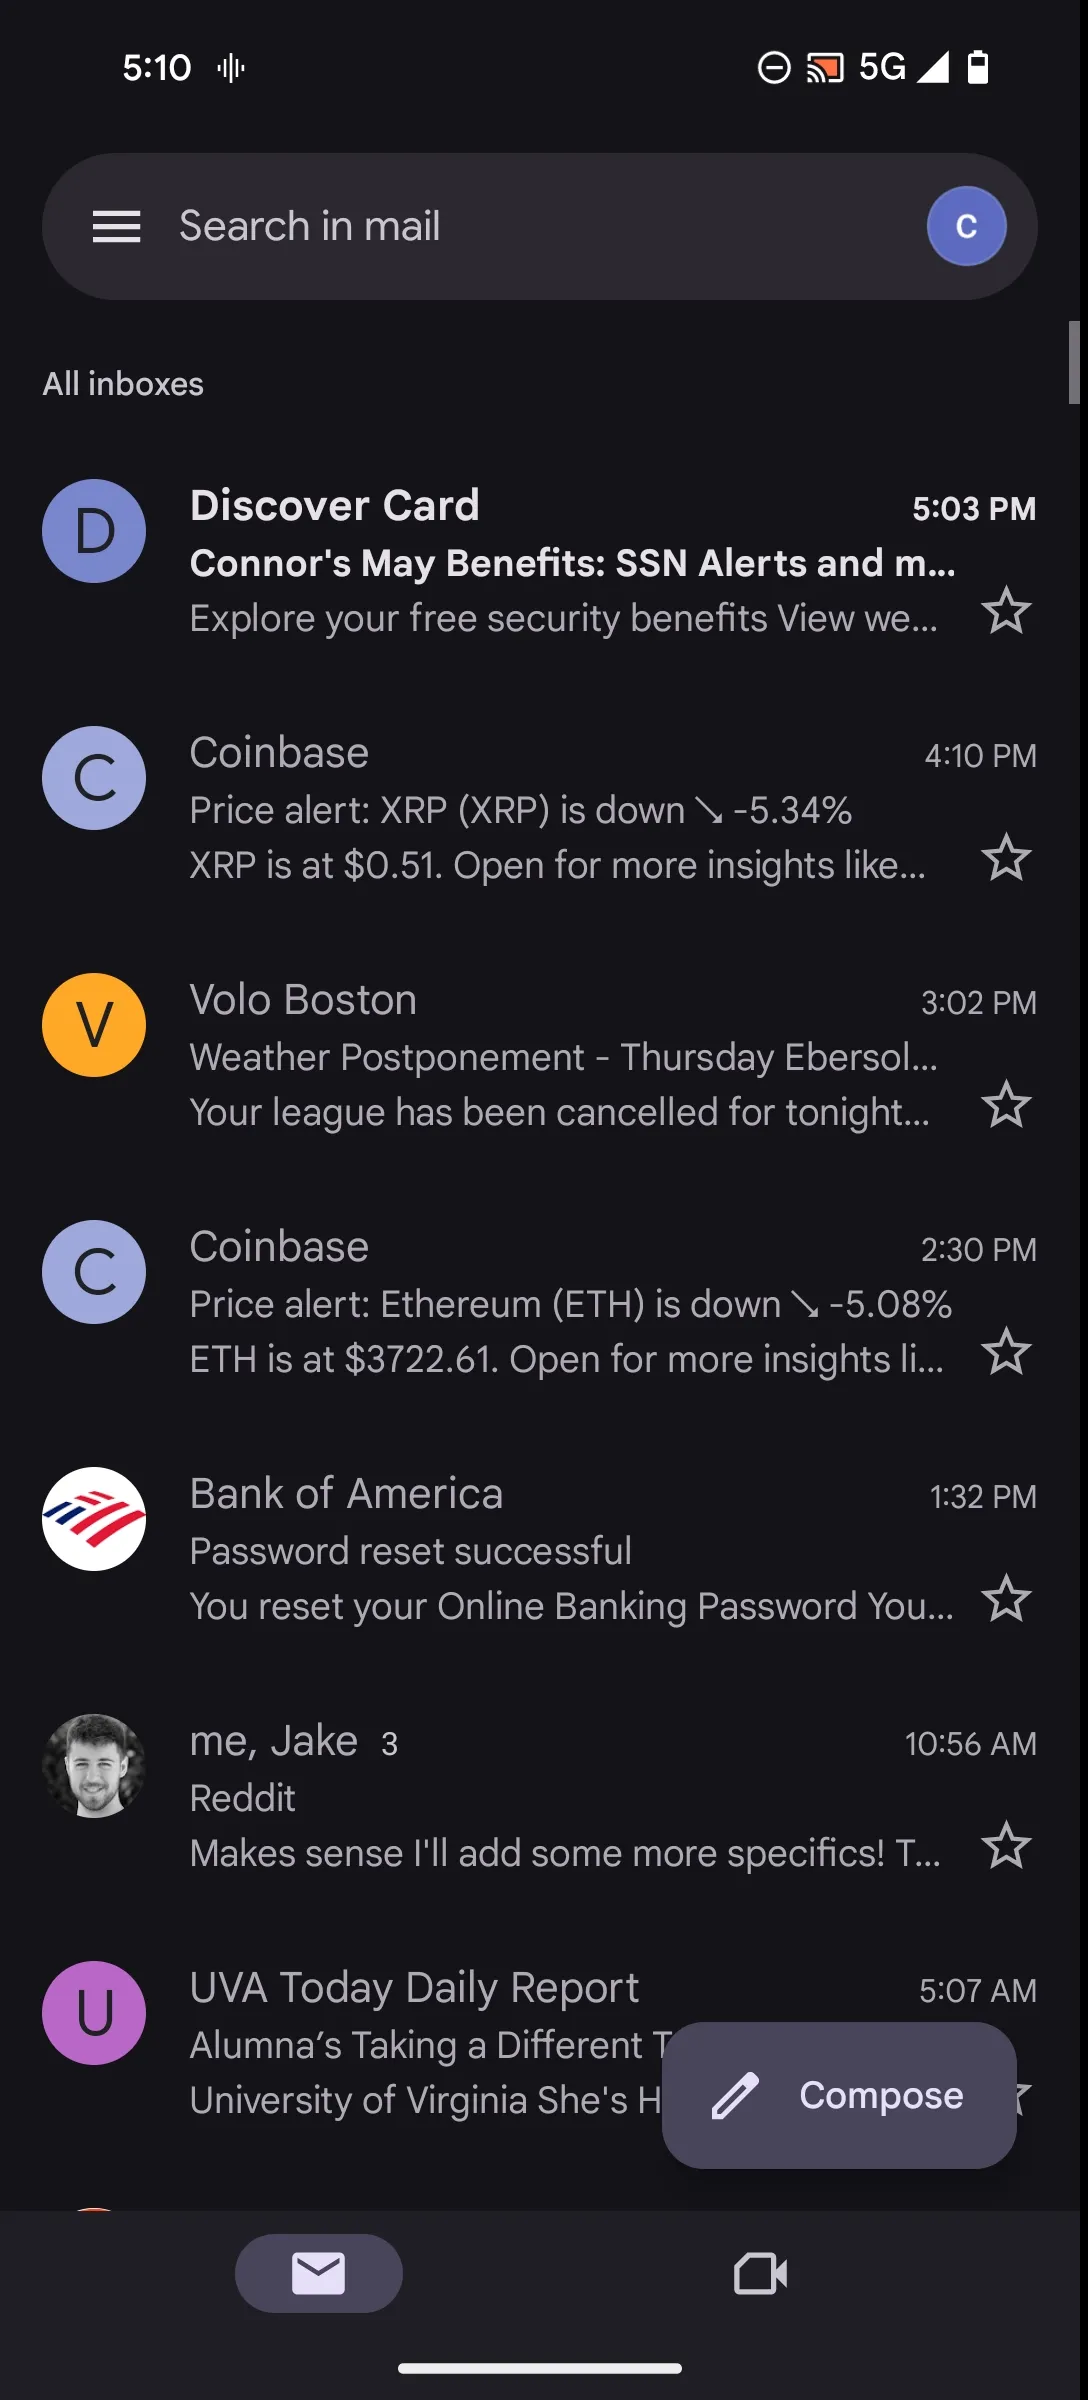 5:10 5G
Search in mail C
All inboxes
D Discover Card 5:03 PM
Connor's May Benefits: SSN Alerts and m...
Explore your free security benefits View we...
C Coinbase 4:10 PM
Price alert: XRP (XRP) is down ↘ -5.34%
XRP is at $0.51. Open for more insights like...
V Volo Boston 3:02 PM
Weather Postponement - Thursday Ebersol...
Your league has been cancelled for tonight...
C Coinbase 2:30 PM
Price alert: Ethereum (ETH) is down ↘ -5.08%
ETH is at $3722.61. Open for more insights li...
Bank of America 1:32 PM
Password reset successful
You reset your Online Banking Password You...
me, Jake 3 10:56 AM
Reddit
Makes sense I'll add some more specifics! T...
U UVA Today Daily Report 5:07 AM
Alumna’s Taking a Different T
University of Virginia She's H
Compose